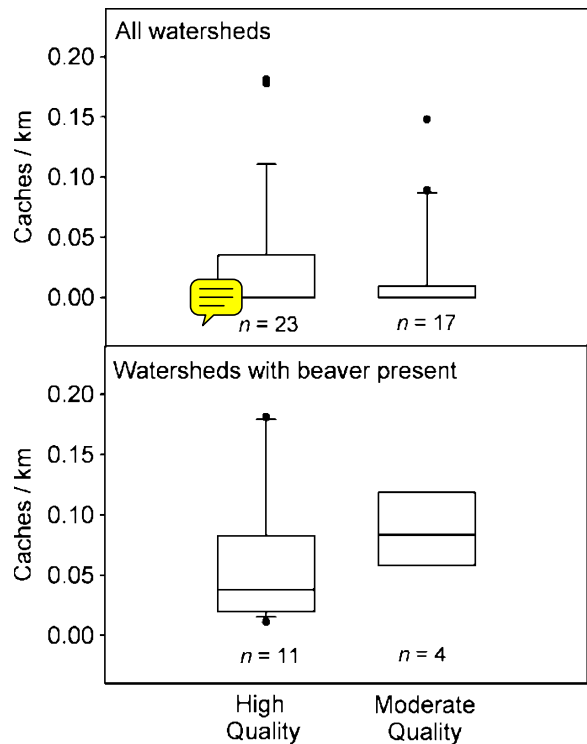 All watersheds
0.20
0.15
0.10
0.05
0.00
Caches / km
n = 23
n = 17
Watersheds with beaver present
0.20
0.15
0.10
0.05
0.00
Caches / km
n = 11
n = 4
High
Quality
Moderate
Quality